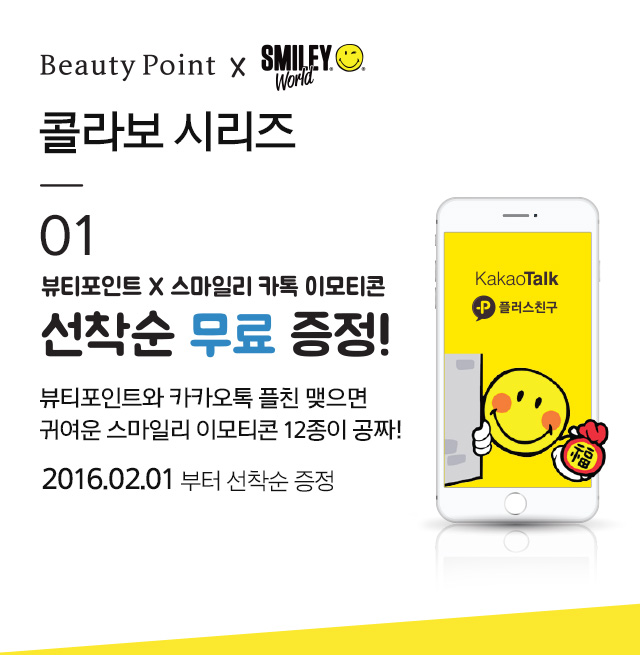 Beauty Point X SMILEY World
콜라보 시리즈
01
뷰티포인트 X 스마일리 카톡 이모티콘
선착순 무료 증정!
뷰티포인트와 카카오톡 플친 맺으면
귀여운 스마일리 이모티콘 12종이 공짜!
2016.02.01 부터 선착순 증정
KakaoTalk
P 플러스친구
福